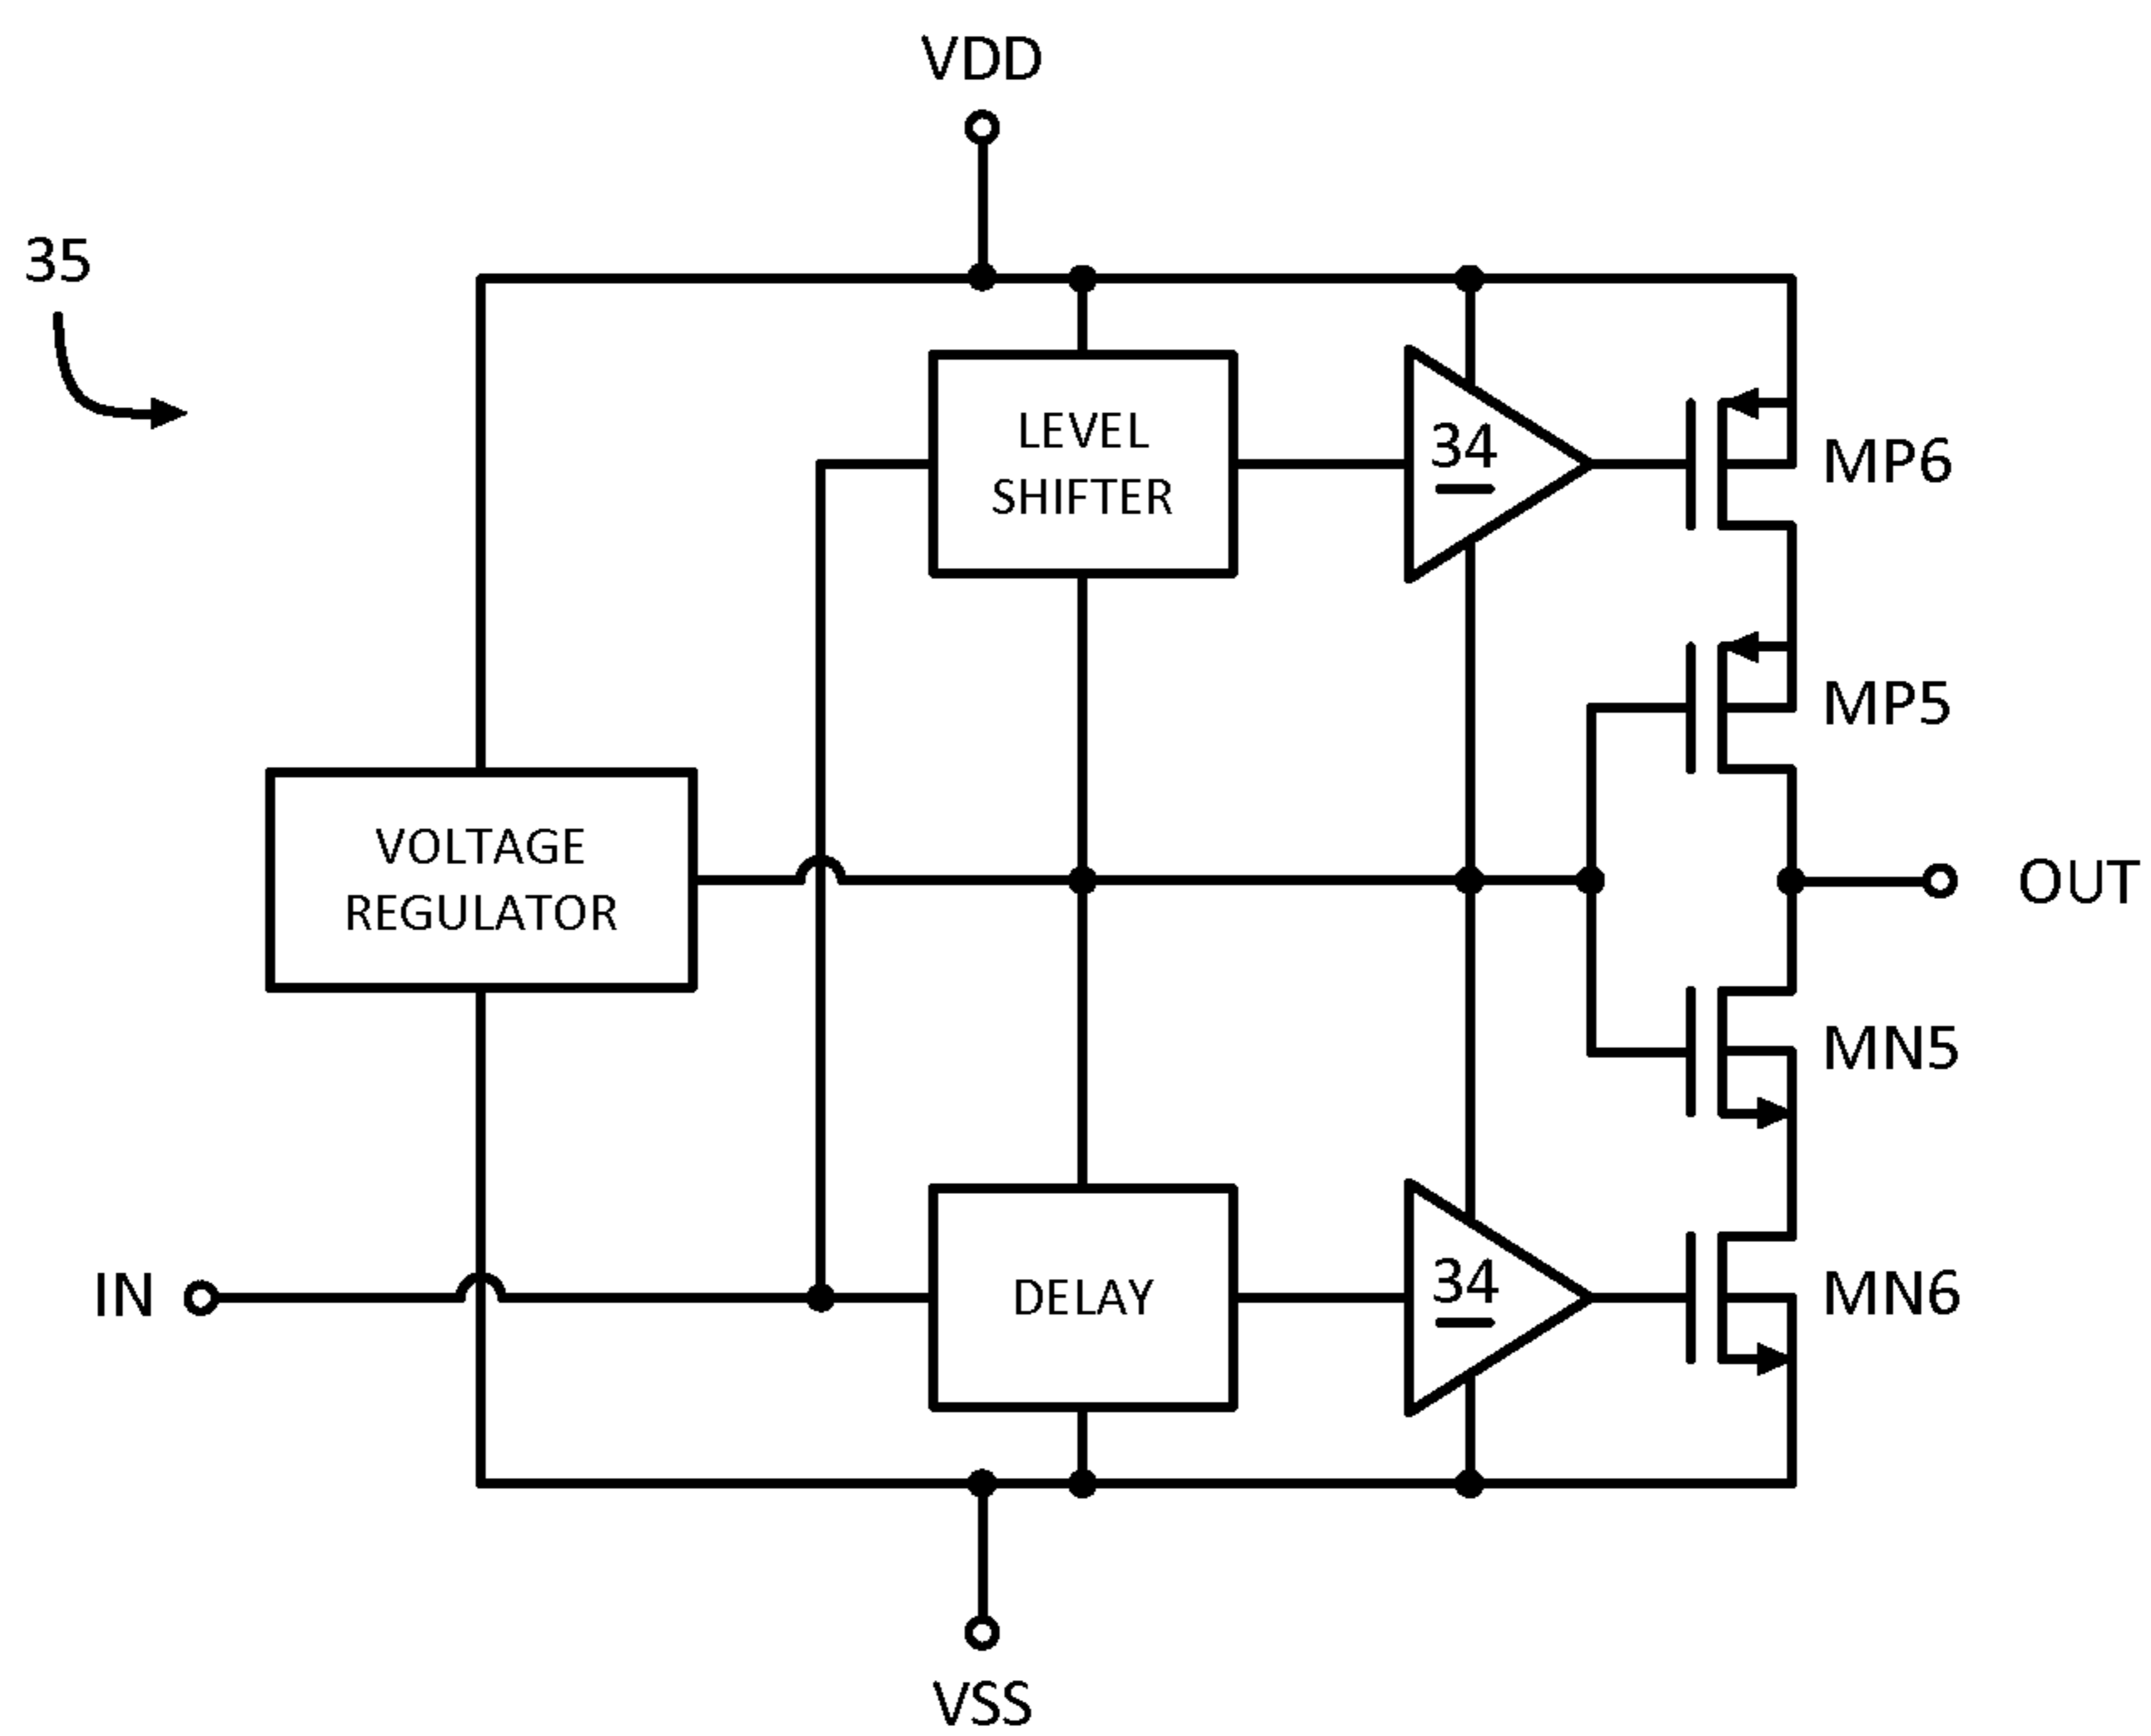 VDD
35
LEVEL
SHIFTER
34
MP6
MP5
VOLTAGE
REGULATOR
OUT
MN5
IN
DELAY
34
MN6
VSS